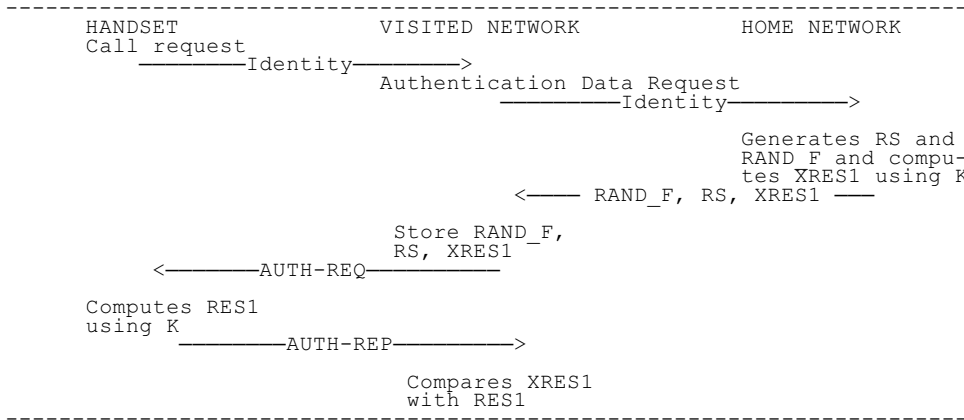 HANDSET VISITED NETWORK HOME NETWORK
Call request
Identity
Authentication Data Request
Identity
Generates RS and
RAND_F and compu-
tes XRES1 using K
RAND_F, RS, XRES1
Store RAND_F,
RS, XRES1
AUTH-REQ
Computes RES1
using K
AUTH-REP
Compares XRES1
with RES1